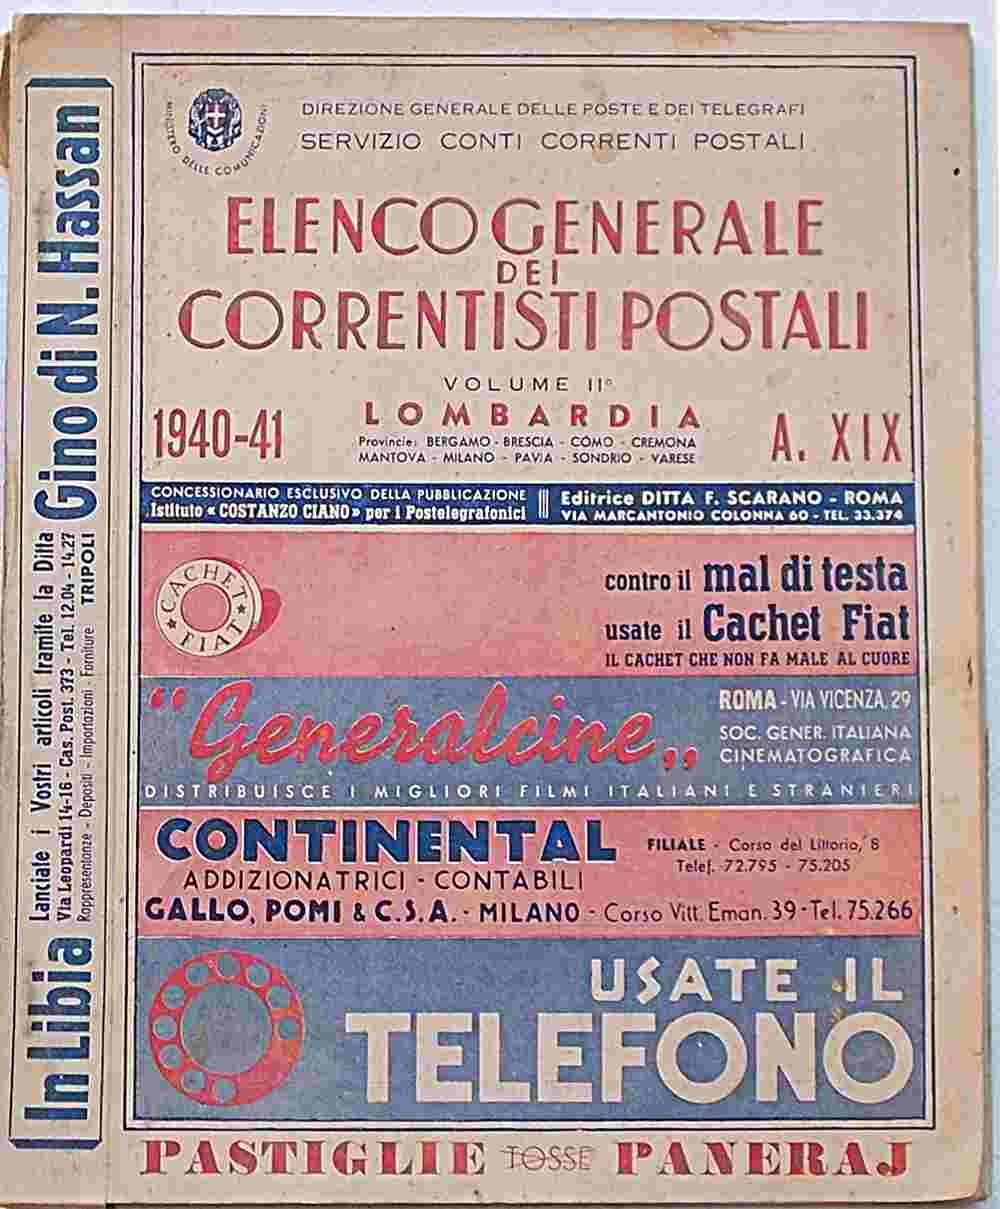 MINISTERO DELLE COMUNICAZIONI
DIREZIONE GENERALE DELLE POSTE E DEI TELEGRAFI
SERVIZIO CONTI CORRENTI POSTALI
ELENCO GENERALE
DEI
CORRENTISTI POSTALI
VOLUME II°
1940-41 LOMBARDIA A. XIX
Provincie: BERGAMO - BRESCIA - COMO - CREMONA
MANTOVA - MILANO - PAVIA - SONDRIO - VARESE
CONCESSIONARIO ESCLUSIVO DELLA PUBBLICAZIONE
Istituto « COSTANZO CIANO » per i Postelegrafonici
Editrice DITTA F. SCARANO - ROMA
VIA MARCANTONIO COLONNA 60 - TEL. 33.374
CACHET FIAT
contro il mal di testa
usate il Cachet Fiat
IL CACHET CHE NON FA MALE AL CUORE
"Generalcine„
ROMA - VIA VICENZA, 29
SOC. GENER. ITALIANA
CINEMATOGRAFICA
DISTRIBUISCE I MIGLIORI FILMI ITALIANI E STRANIERI
CONTINENTAL
ADDIZIONATRICI - CONTABILI
FILIALE - Corso del Littorio, 8
Telef. 72.795 - 75.205
GALLO, POMI & C.S.A. - MILANO - Corso Vitt. Eman. 39 - Tel. 75.266
USATE IL
TELEFONO
PASTIGLIE TOSSE PANERAJ
In Libia Lanciate i Vostri articoli tramite la Ditta Gino di N. Hassan
Via Leopardi 14-16 - Cas. Post. 373 - Tel. 12.04 - 14.27
Rappresentanze - Depositi - Importazioni - Forniture TRIPOLI